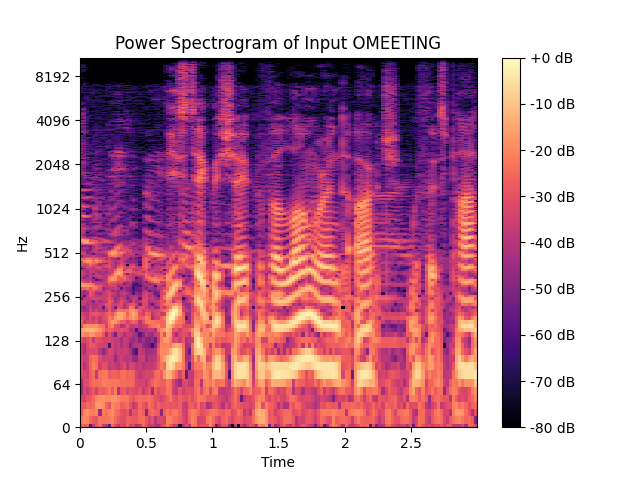 Power Spectrogram of Input OMEETING
8192
4096
2048
1024
512
256
128
64
0
Hz
0 0.5 1 1.5 2 2.5
Time
+0 dB
-10 dB
-20 dB
-30 dB
-40 dB
-50 dB
-60 dB
-70 dB
-80 dB